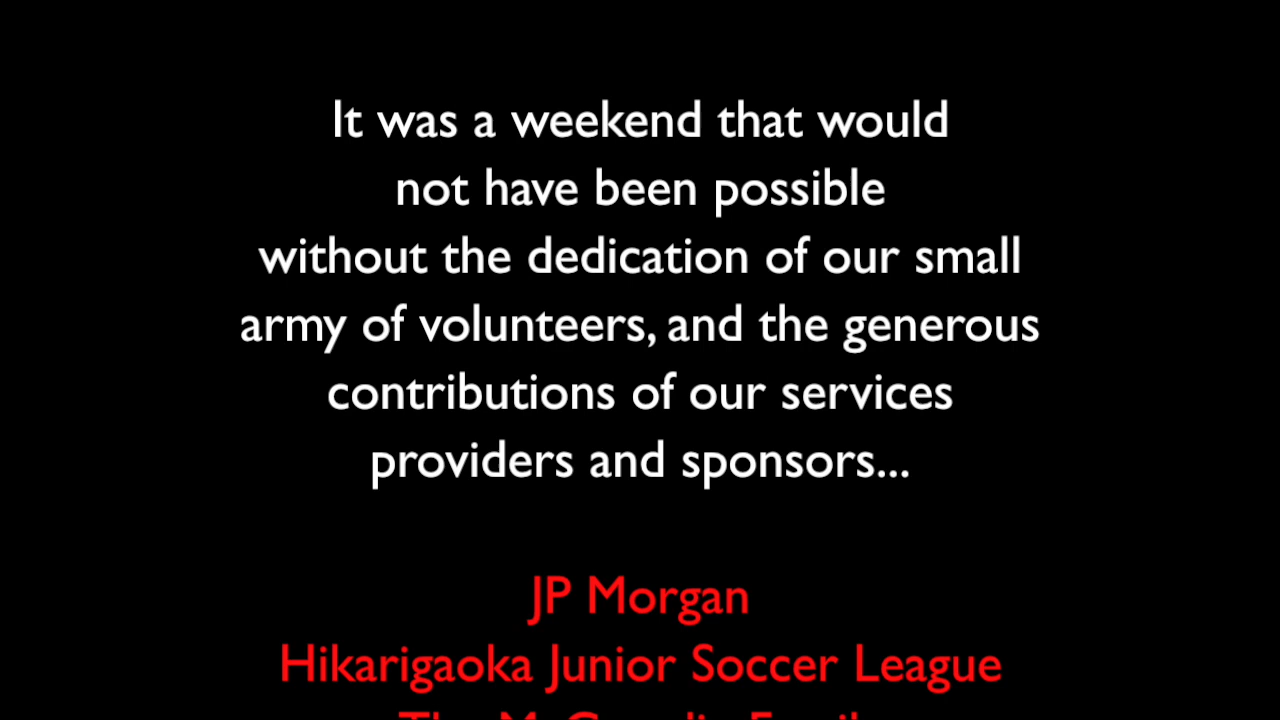 It was a weekend that would
not have been possible
without the dedication of our small
army of volunteers, and the generous
contributions of our services
providers and sponsors...
JP Morgan
Hikarigaoka Junior Soccer League
The